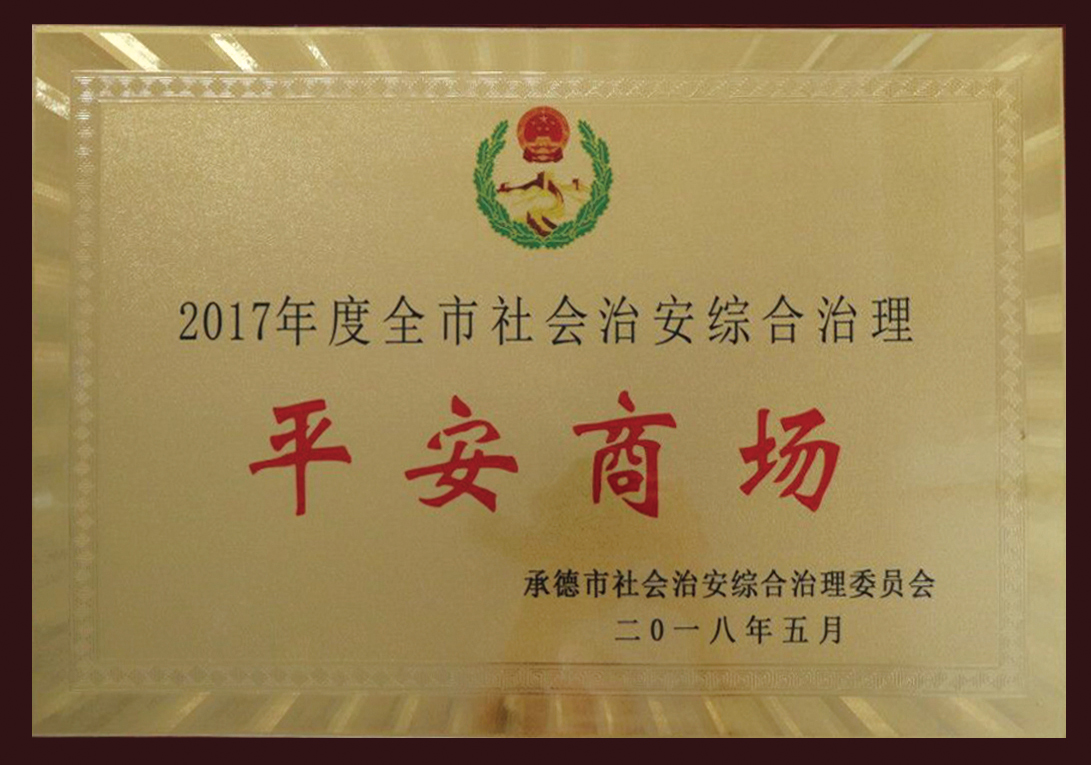 2017年度全市社会治安综合治理
平安商场
承德市社会治安综合治理委员会
二0一八年五月